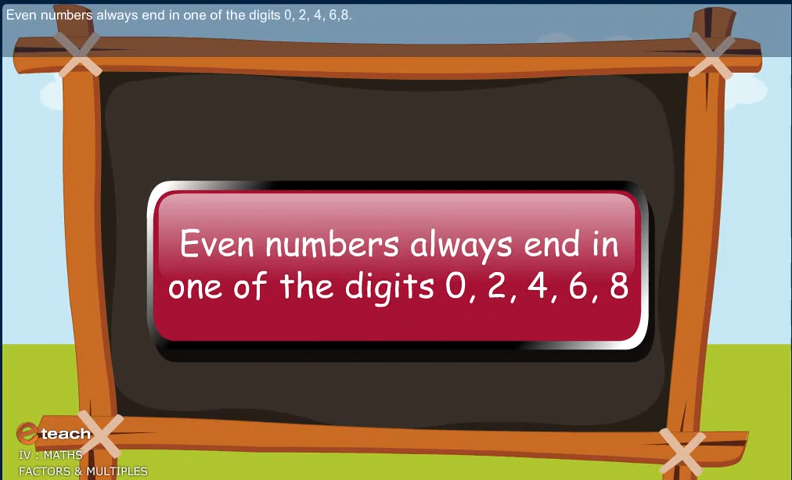 Even numbers always end in one of the digits 0, 2, 4, 6,8.
Even numbers always end in
one of the digits 0, 2, 4, 6, 8
e teach
IV : MATHS
FACTORS & MULTIPLES